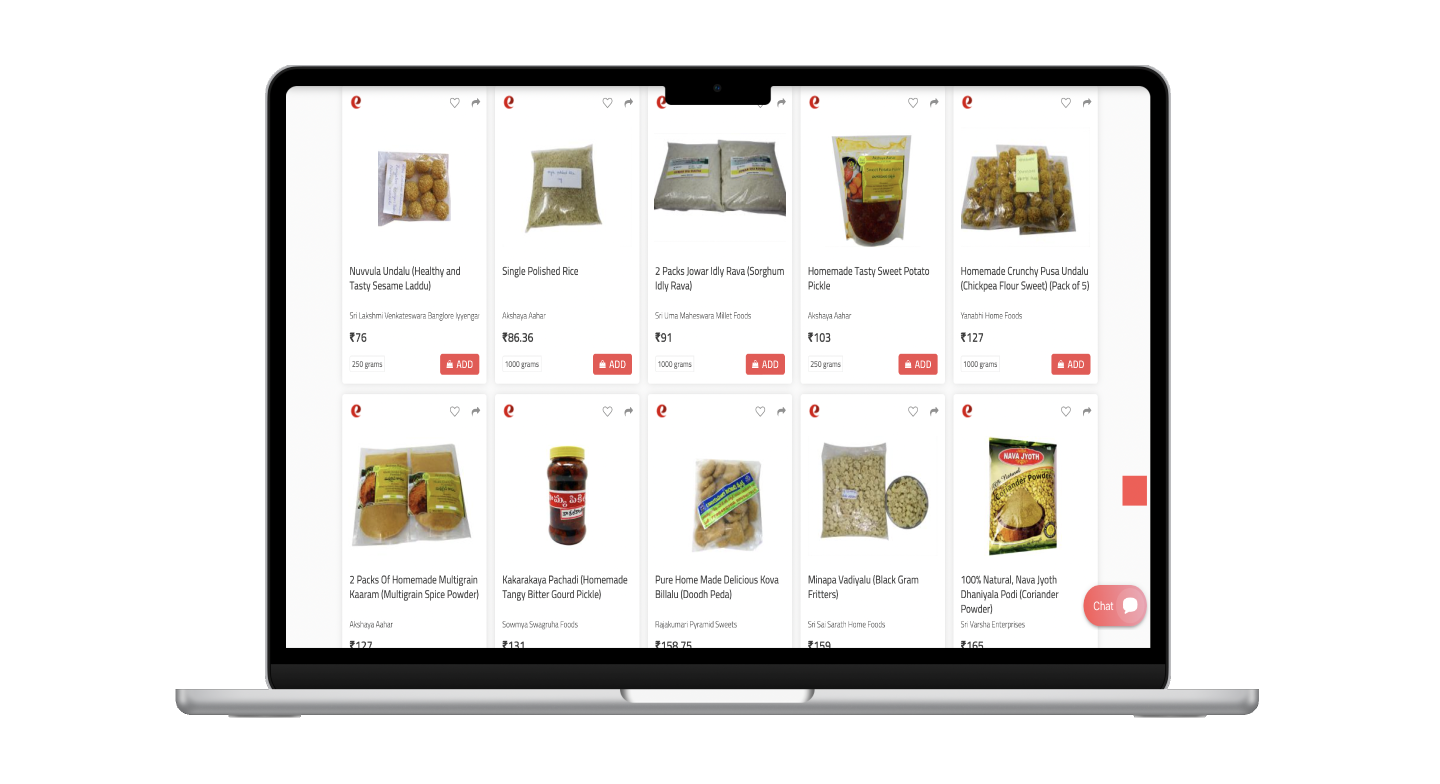 Nuvvula Undalu (Healthy and
Tasty Sesame Laddu)
Sri Lakshmi Venkateswara Banglore Iyyengar
₹76
250 grams
ADD
Single Polished Rice
Akshaya Aahar
₹86.36
1000 grams
ADD
2 Packs Jowar Idly Rava (Sorghum
Idly Rava)
Sri Uma Maheswara Millet Foods
₹91
1000 grams
ADD
Homemade Tasty Sweet Potato
Pickle
Akshaya Aahar
₹103
250 grams
ADD
Homemade Crunchy Pusa Undalu
(Chickpea Flour Sweet) (Pack of 5)
Yanabhi Home Foods
₹127
1000 grams
ADD
2 Packs Of Homemade Multigrain
Kaaram (Multigrain Spice Powder)
Akshaya Aahar
₹127
Kakarakaya Pachadi (Homemade
Tangy Bitter Gourd Pickle)
Sowmya Swagruha Foods
₹131
Pure Home Made Delicious Kova
Billalu (Doodh Peda)
Rajakumari Pyramid Sweets
₹158.75
Minapa Vadiyalu (Black Gram
Fritters)
Sri Sai Sarath Home Foods
₹159
NAVA JYOTH
100% Natural
Coriander Powder
100% Natural, Nava Jyoth
Dhaniyala Podi (Coriander
Powder)
Sri Varsha Enterprises
₹165
Chat